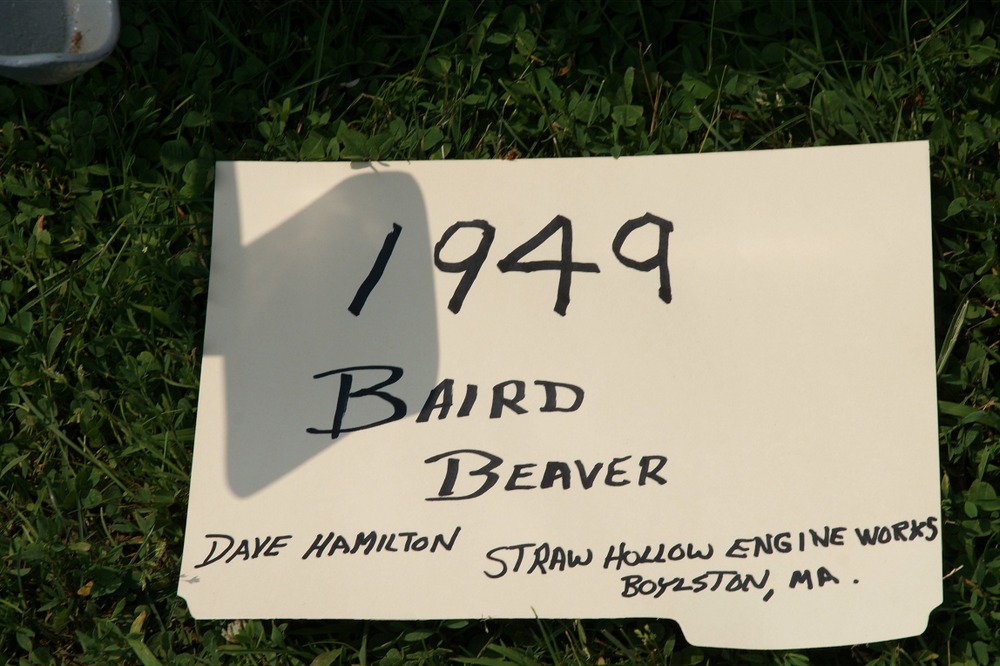 1949
BAIRD
BEAVER
DAVE HAMILTON
STRAW HOLLOW ENGINE WORKS
BOYLSTON, MA.